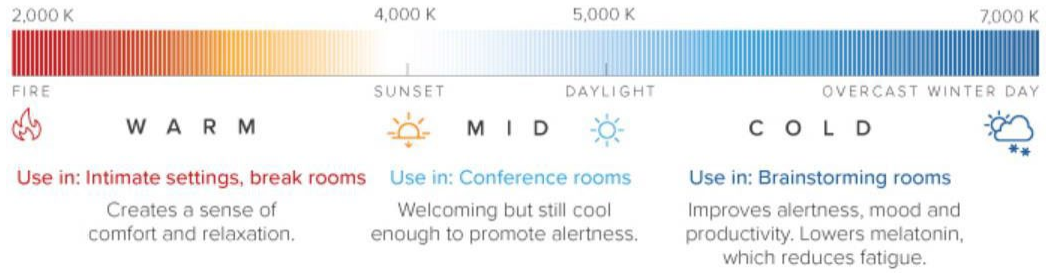 2,000 K 4,000 K 5,000 K 7,000 K
FIRE SUNSET DAYLIGHT OVERCAST WINTER DAY
WARM MID COLD
Use in: Intimate settings, break rooms
Creates a sense of
comfort and relaxation.
Use in: Conference rooms
Welcoming but still cool
enough to promote alertness.
Use in: Brainstorming rooms
Improves alertness, mood and
productivity. Lowers melatonin,
which reduces fatigue.